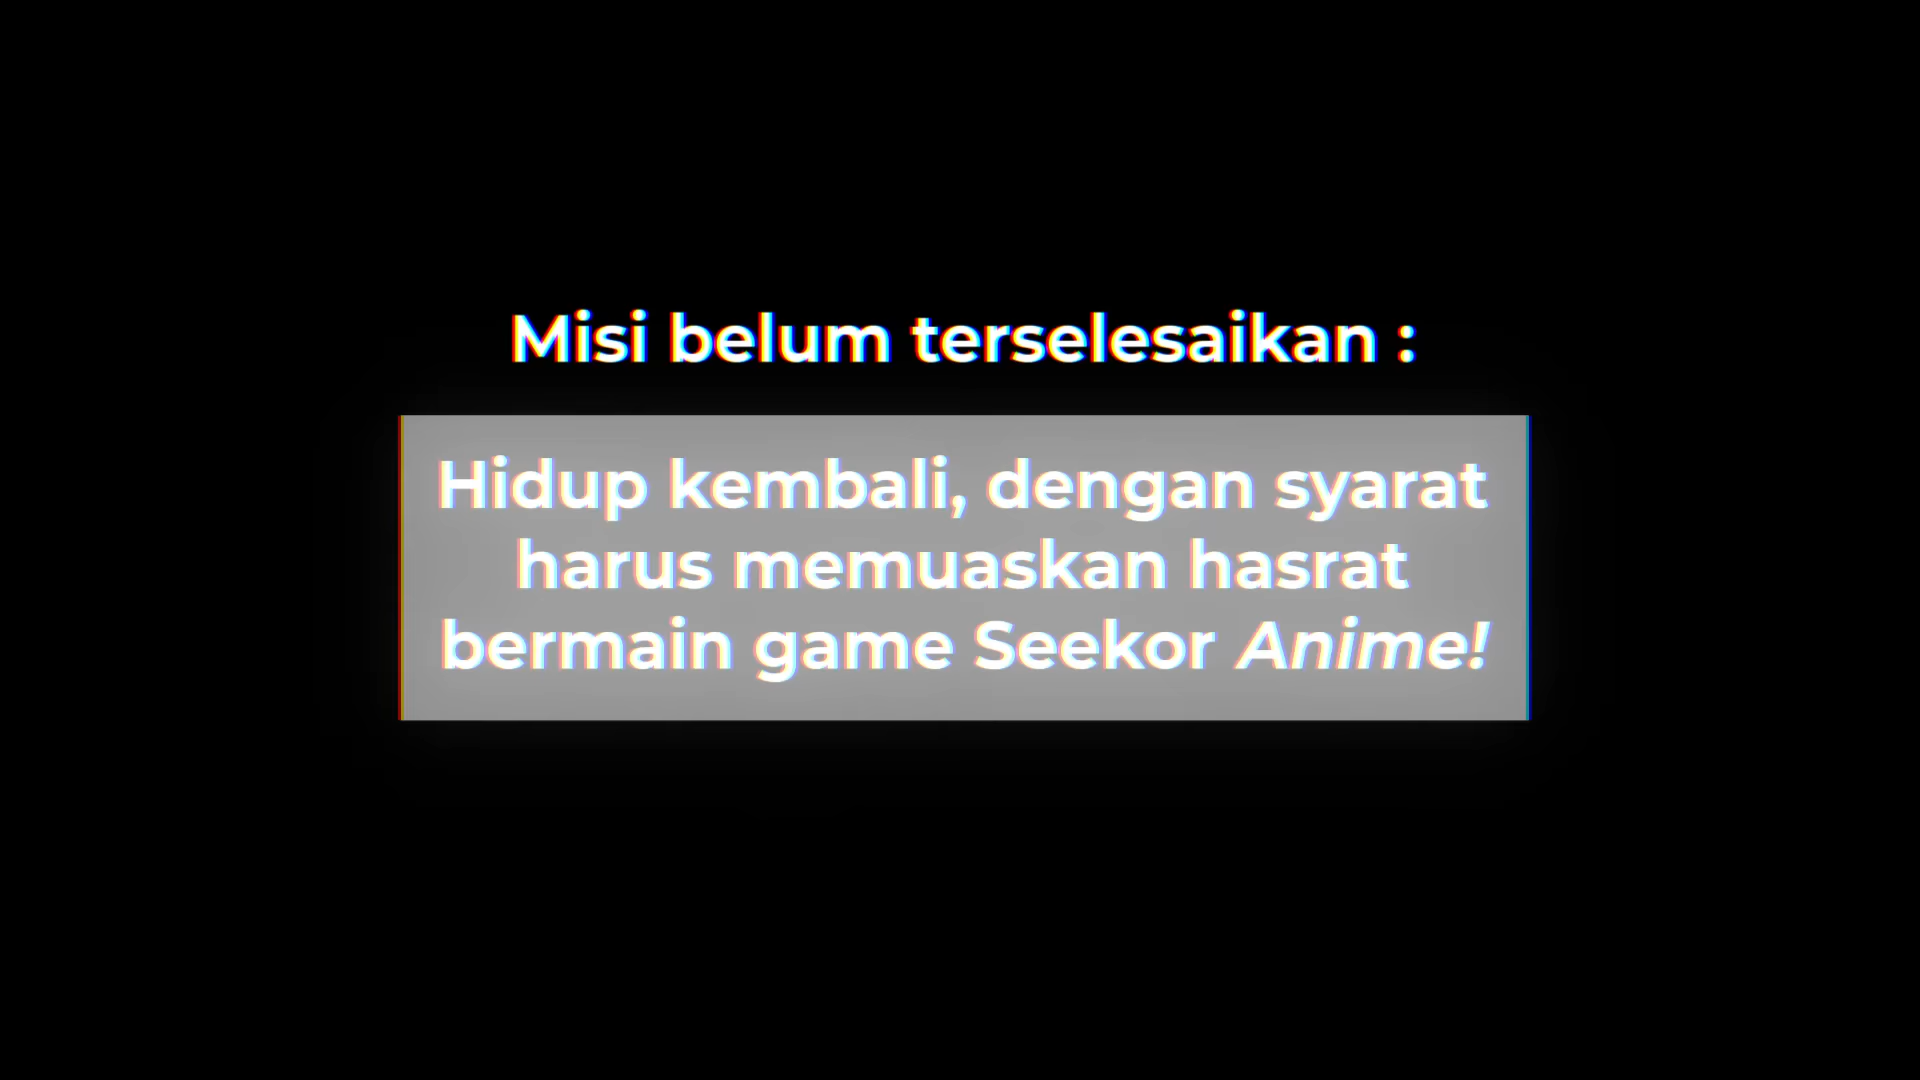 Misi belum terselesaikan :
Hidup kembali, dengan syarat
harus memuaskan hasrat
bermain game Seekor Anime!